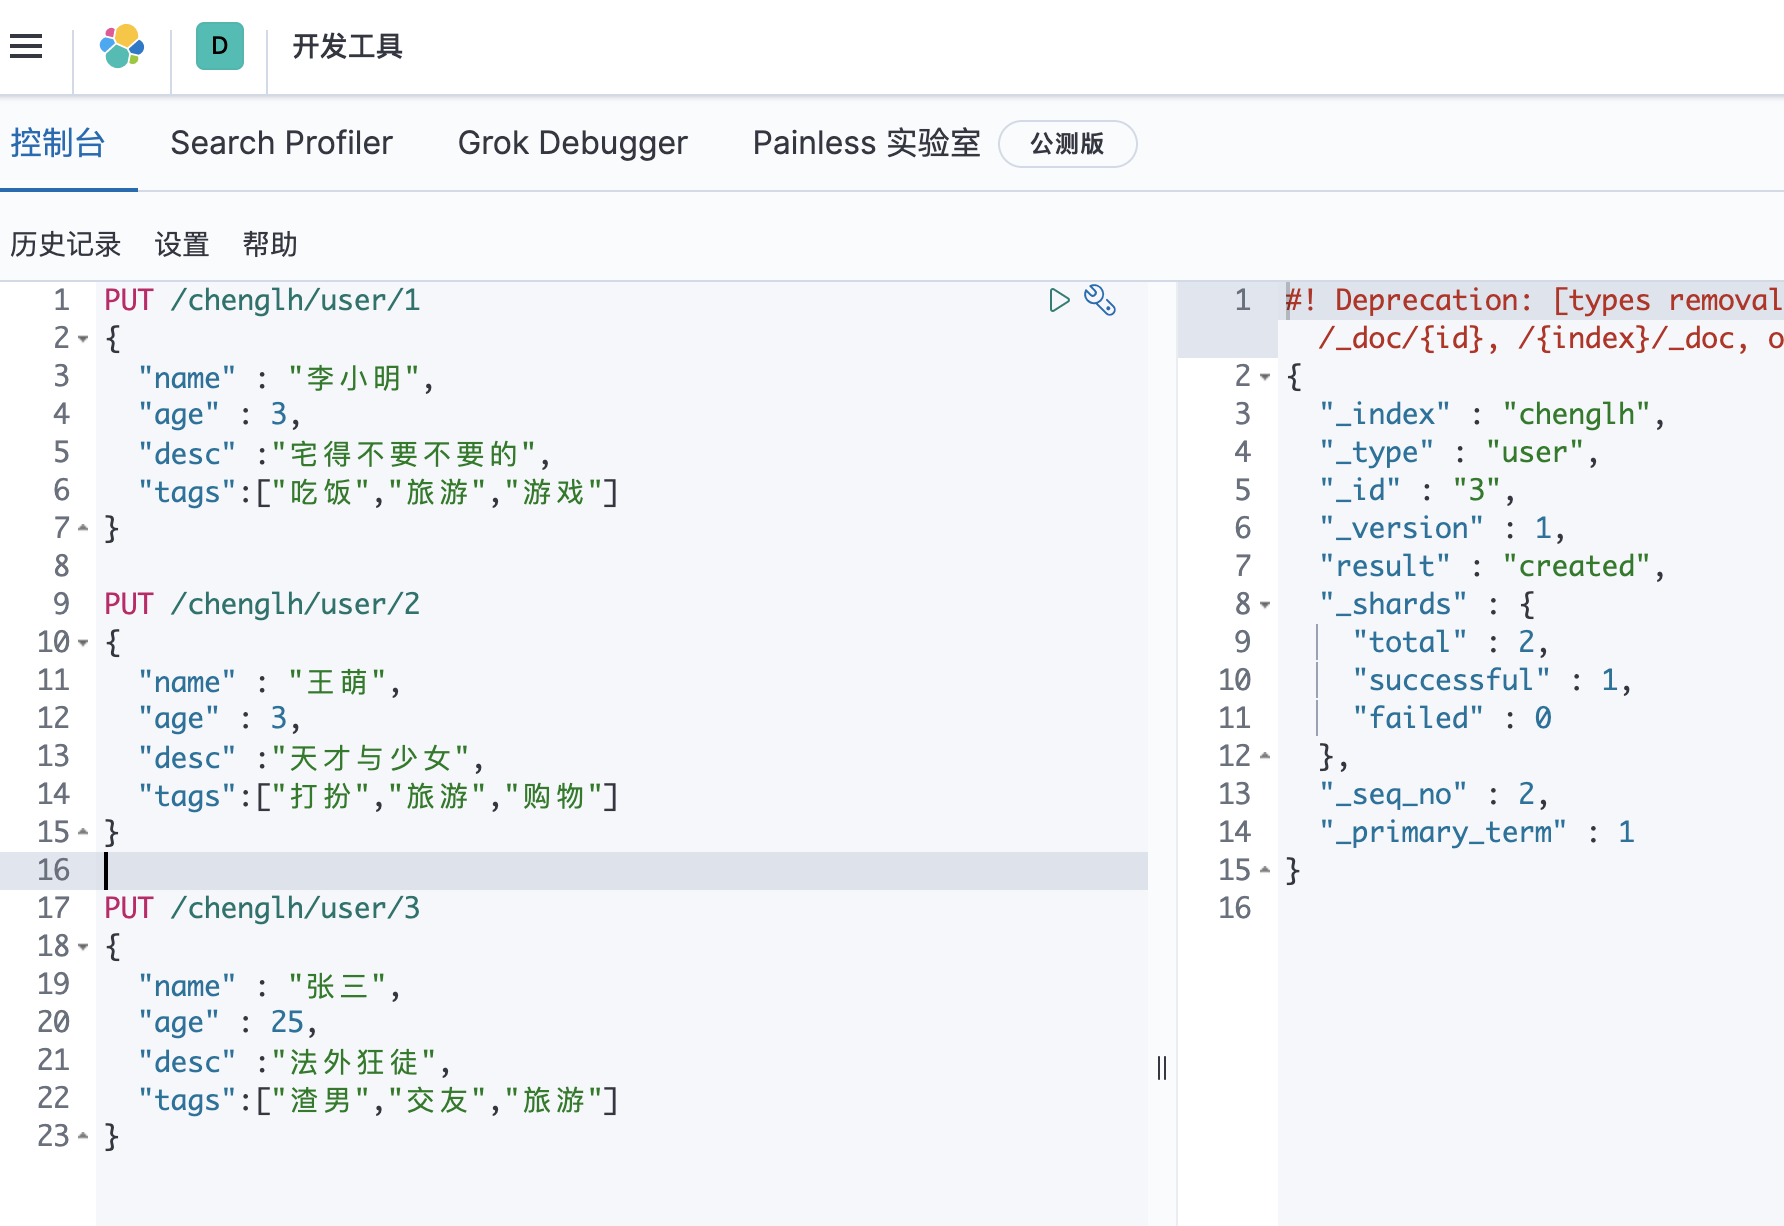 D 开发工具
控制台 Search Profiler Grok Debugger Painless 实验室 公测版
历史记录 设置 帮助
1 PUT /chenglh/user/1
2 {
3 "name" : "李小明",
4 "age" : 3,
5 "desc" :"宅得不要不要的",
6 "tags":["吃饭","旅游","游戏"]
7 }
8
9 PUT /chenglh/user/2
10 {
11 "name" : "王萌",
12 "age" : 3,
13 "desc" :"天才与少女",
14 "tags":["打扮","旅游","购物"]
15 }
16
17 PUT /chenglh/user/3
18 {
19 "name" : "张三",
20 "age" : 25,
21 "desc" :"法外狂徒",
22 "tags":["渣男","交友","旅游"]
23 }
1 #! Deprecation: [types removal
/_doc/{id}, /{index}/_doc, o
2 {
3 "_index" : "chenglh",
4 "_type" : "user",
5 "_id" : "3",
6 "_version" : 1,
7 "result" : "created",
8 "_shards" : {
9 "total" : 2,
10 "successful" : 1,
11 "failed" : 0
12 },
13 "_seq_no" : 2,
14 "_primary_term" : 1
15 }
16